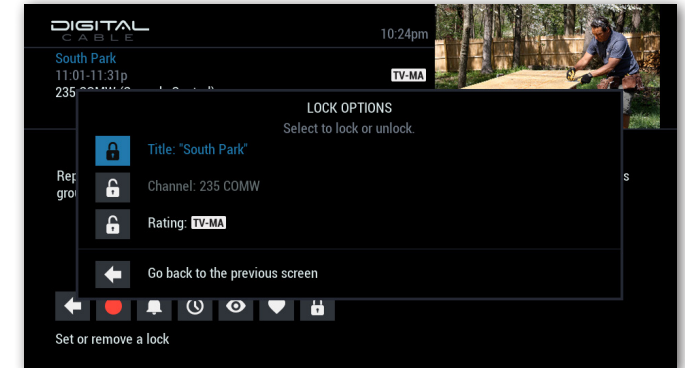 DIGITAL
CABLE
10:24pm
South Park
11:01-11:31p
TV-MA
235
LOCK OPTIONS
Select to lock or unlock.
Title: "South Park"
Channel: 235 COMW
Rating: TV-MA
Go back to the previous screen
Set or remove a lock